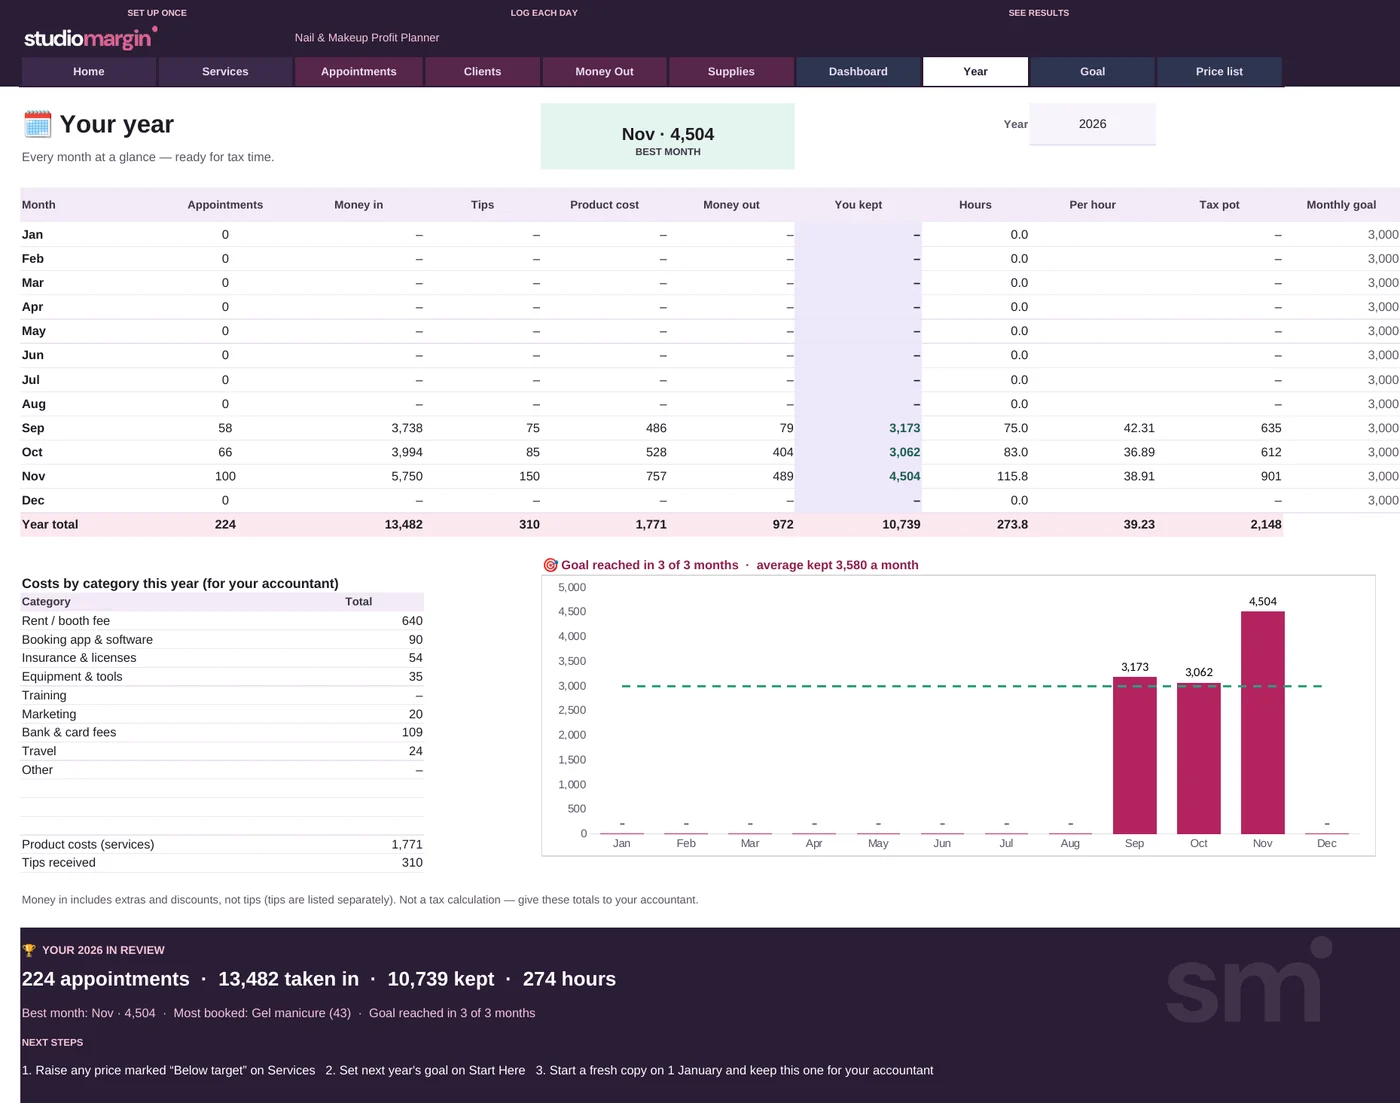 SET UP ONCE LOG EACH DAY SEE RESULTS
studiomargin Nail & Makeup Profit Planner
Home Services Appointments Clients Money Out Supplies Dashboard Year Goal Price list
Your year Nov · 4,504 Year 2026
BEST MONTH
Every month at a glance — ready for tax time.
Month Appointments Money in Tips Product cost Money out You kept Hours Per hour Tax pot Monthly goal
Jan 0 – – – – – 0.0 – 3,000
Feb 0 – – – – – 0.0 – 3,000
Mar 0 – – – – – 0.0 – 3,000
Apr 0 – – – – – 0.0 – 3,000
May 0 – – – – – 0.0 – 3,000
Jun 0 – – – – – 0.0 – 3,000
Jul 0 – – – – – 0.0 – 3,000
Aug 0 – – – – – 0.0 – 3,000
Sep 58 3,738 75 486 79 3,173 75.0 42.31 635 3,000
Oct 66 3,994 85 528 404 3,062 83.0 36.89 612 3,000
Nov 100 5,750 150 757 489 4,504 115.8 38.91 901 3,000
Dec 0 – – – – – 0.0 – 3,000
Year total 224 13,482 310 1,771 972 10,739 273.8 39.23 2,148
Costs by category this year (for your accountant)
Category Total
Rent / booth fee 640
Booking app & software 90
Insurance & licenses 54
Equipment & tools 35
Training –
Marketing 20
Bank & card fees 109
Travel 24
Other –
Product costs (services) 1,771
Tips received 310
Goal reached in 3 of 3 months · average kept 3,580 a month
5,000
4,500
4,000
3,500
3,000
2,500
2,000
1,500
1,000
500
0
– – – – – – – – 3,173 3,062 4,504 –
Jan Feb Mar Apr May Jun Jul Aug Sep Oct Nov Dec
Money in includes extras and discounts, not tips (tips are listed separately). Not a tax calculation — give these totals to your accountant.
YOUR 2026 IN REVIEW
224 appointments · 13,482 taken in · 10,739 kept · 274 hours
Best month: Nov · 4,504 · Most booked: Gel manicure (43) · Goal reached in 3 of 3 months
sm
NEXT STEPS
1. Raise any price marked “Below target” on Services 2. Set next year's goal on Start Here 3. Start a fresh copy on 1 January and keep this one for your accountant